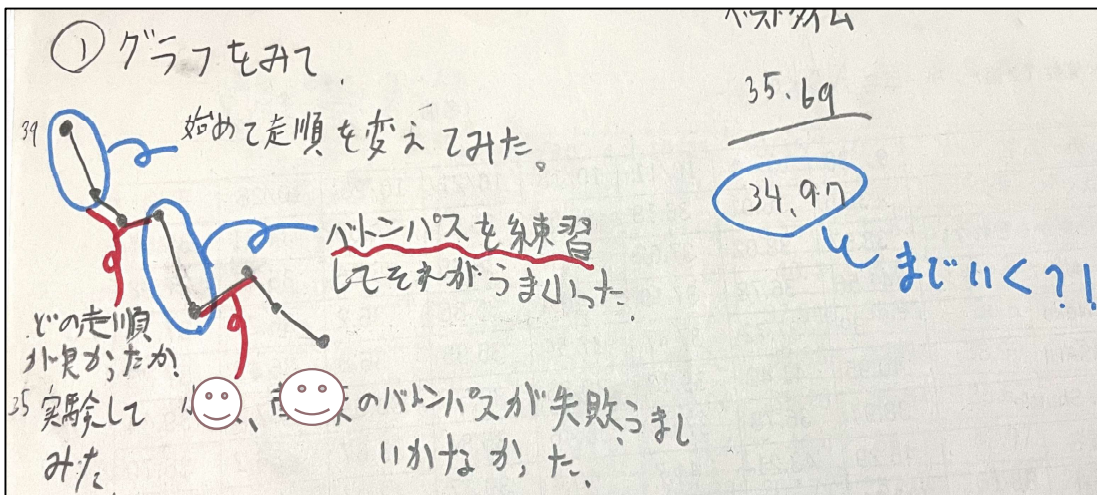 ① グラフをみて、
ベストタイム
35.69
34.97
まじいく?!
39
始めて走順を変えてみた。
バトンパスを練習
してそれがうまくいった。
どの走順
が良かったか?
35 実験して
みた。
のバトンパスが失敗、うまく
いかなかった、